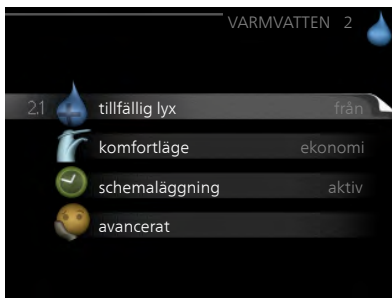 VARMVATTEN 2
2.1 tillfällig lyx från
komfortläge ekonomi
schemaläggning aktiv
avancerat